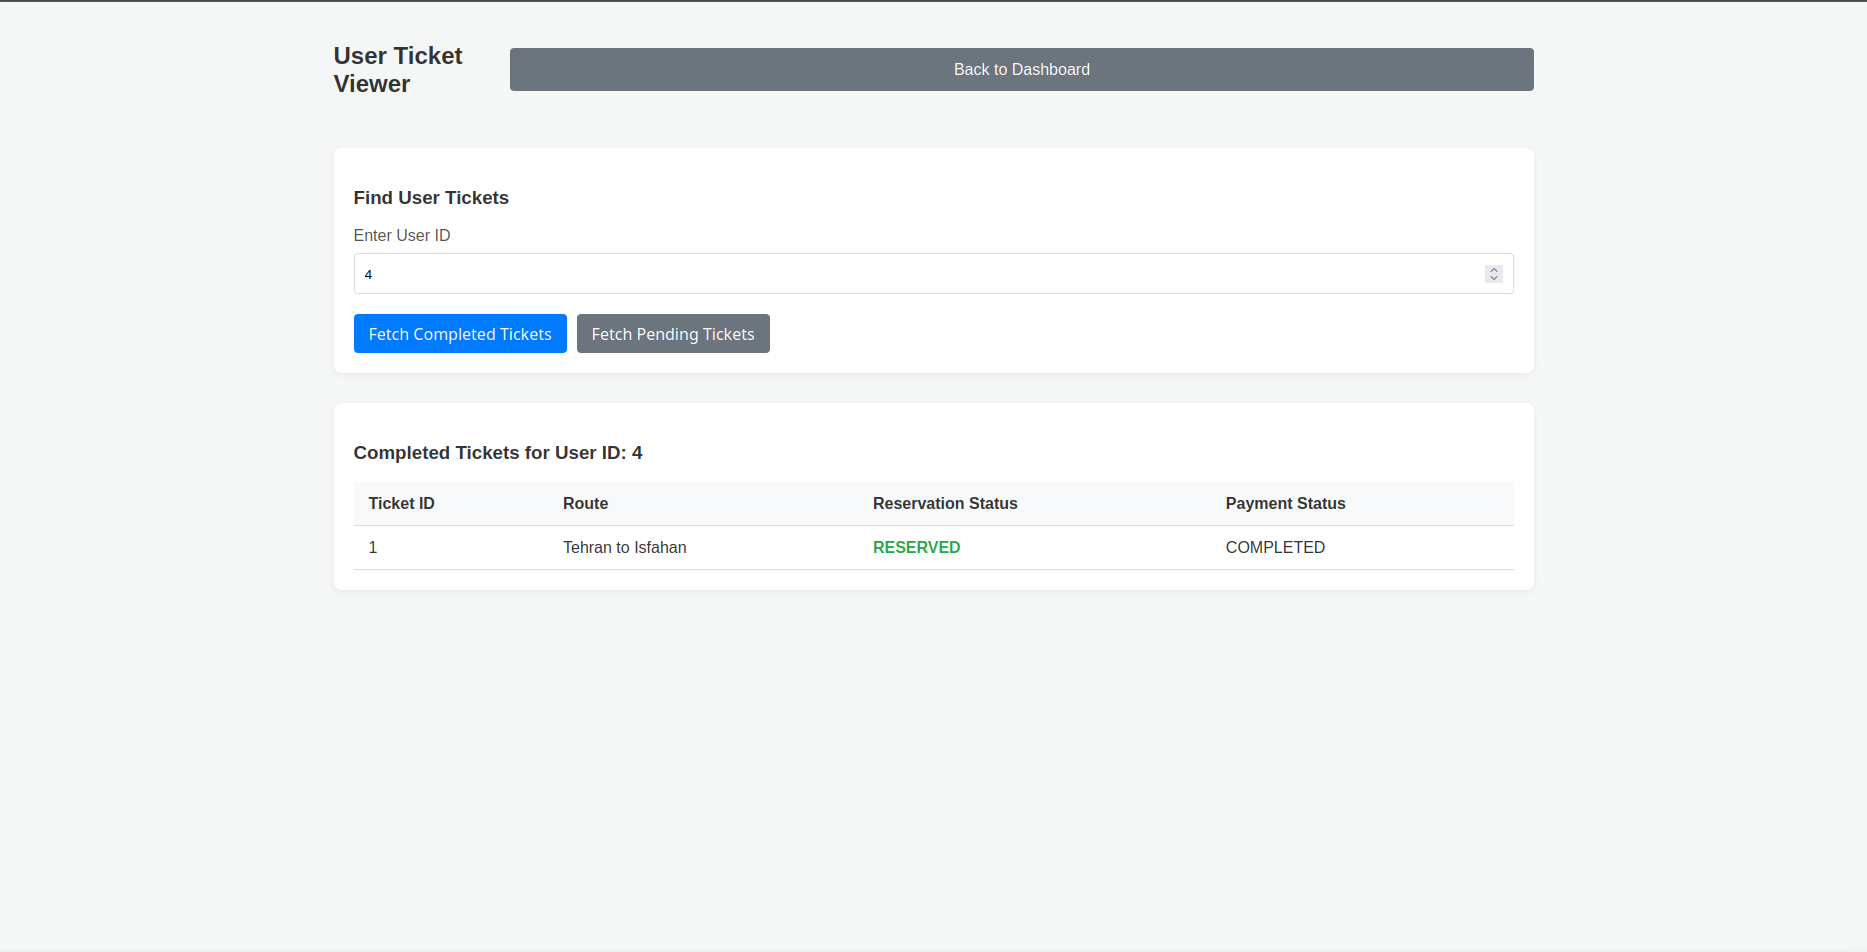 User Ticket
Viewer
Back to Dashboard
Find User Tickets
Enter User ID
4
Fetch Completed Tickets Fetch Pending Tickets
Completed Tickets for User ID: 4
Ticket ID Route Reservation Status Payment Status
1 Tehran to Isfahan RESERVED COMPLETED